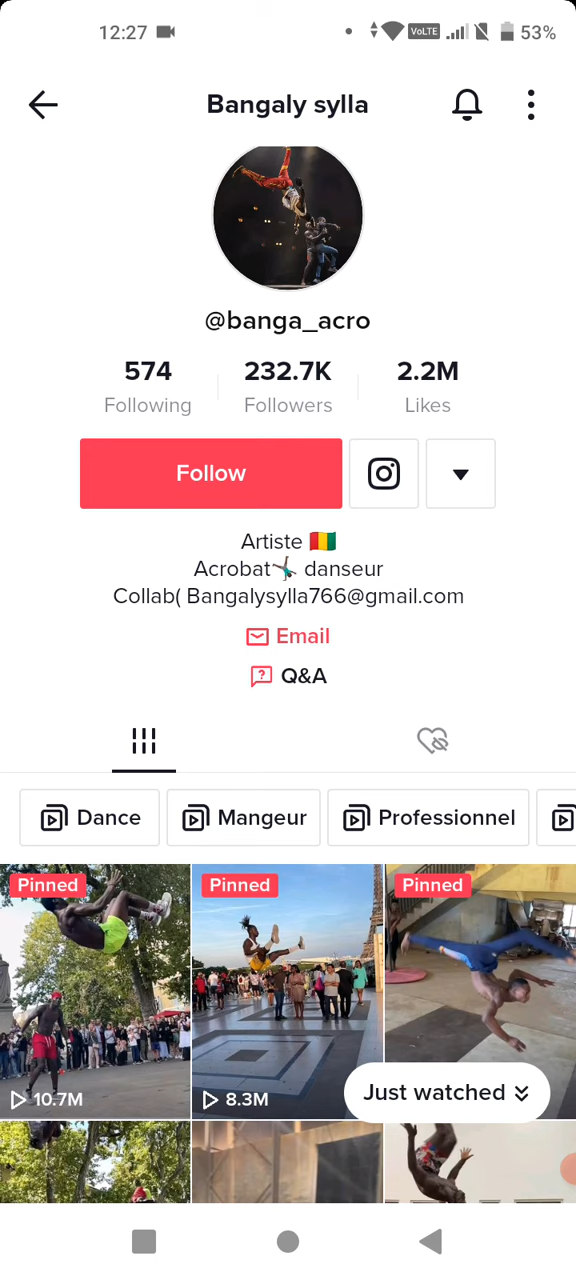 12:27
VoLTE
53%
Bangaly sylla
@banga_acro
574 232.7K 2.2M
Following Followers Likes
Follow
Artiste 🇬🇳
Acrobat🤸🏿‍♂️ danseur
Collab( Bangalysylla766@gmail.com
Email
Q&A
Dance Mangeur Professionnel
Pinned Pinned Pinned
10.7M 8.3M
Just watched